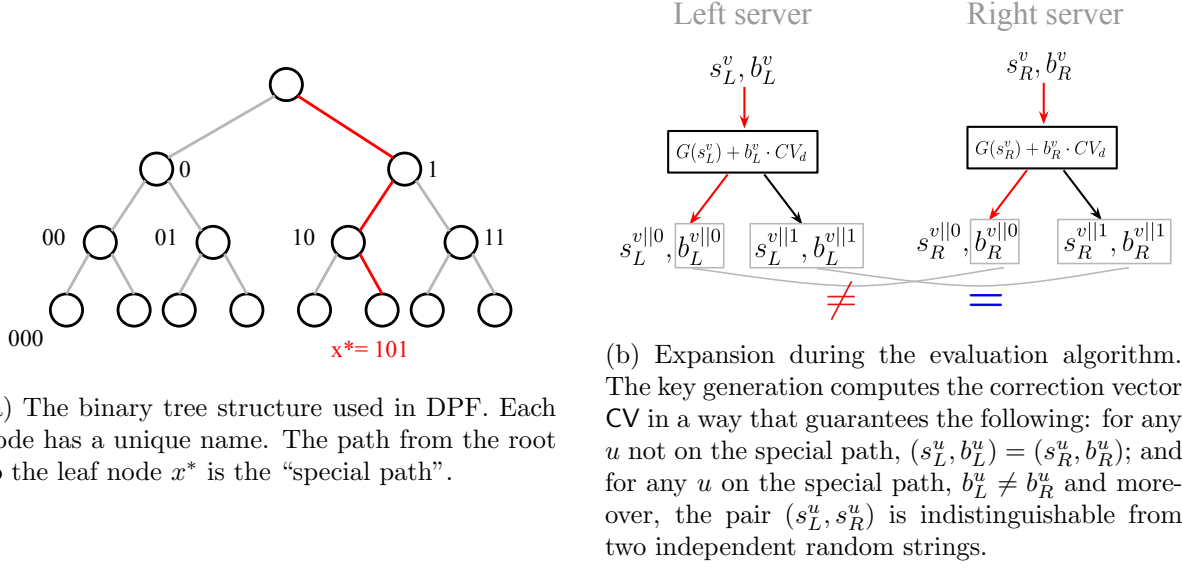 0
1
00
01
10
11
000
x*= 101
) The binary tree structure used in DPF. Each
ode has a unique name. The path from the root
o the leaf node x* is the “special path”.
Left server
Right server
s_L^v, b_L^v
s_R^v, b_R^v
G(s_L^v) + b_L^v · CV_d
G(s_R^v) + b_R^v · CV_d
s_L^{v||0}, b_L^{v||0}
s_L^{v||1}, b_L^{v||1}
s_R^{v||0}, b_R^{v||0}
s_R^{v||1}, b_R^{v||1}
≠
=
(b) Expansion during the evaluation algorithm.
The key generation computes the correction vector
CV in a way that guarantees the following: for any
u not on the special path, (s_L^u, b_L^u) = (s_R^u, b_R^u); and
for any u on the special path, b_L^u ≠ b_R^u and more-
over, the pair (s_L^u, s_R^u) is indistinguishable from
two independent random strings.